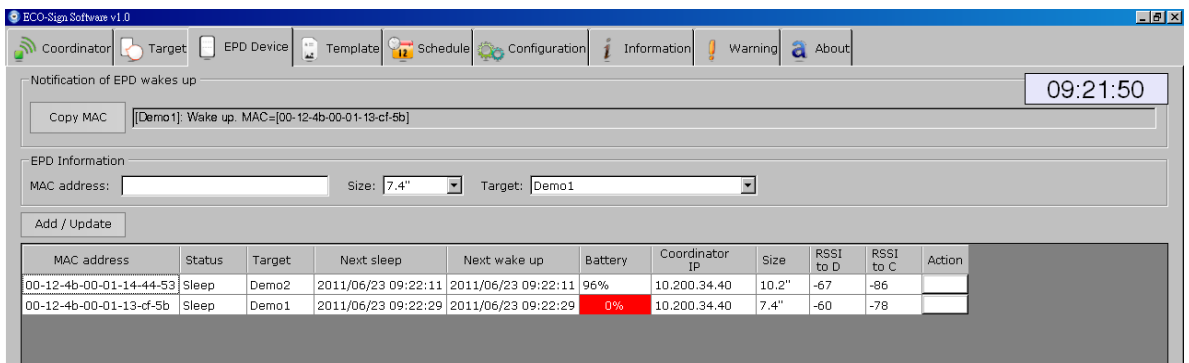 ECO-Sign Software v1.0
Coordinator Target EPD Device Template Schedule Configuration Information Warning About
Notification of EPD wakes up
09:21:50
Copy MAC [[Demo1]: Wake up. MAC=[00-12-4b-00-01-13-cf-5b]
EPD Information
MAC address: Size: 7.4" Target: Demo1
Add / Update
MAC address Status Target Next sleep Next wake up Battery Coordinator IP Size RSSI to D RSSI to C Action
00-12-4b-00-01-14-44-53 Sleep Demo2 2011/06/23 09:22:11 2011/06/23 09:22:11 96% 10.200.34.40 10.2" -67 -86
00-12-4b-00-01-13-cf-5b Sleep Demo1 2011/06/23 09:22:29 2011/06/23 09:22:29 0% 10.200.34.40 7.4" -60 -78